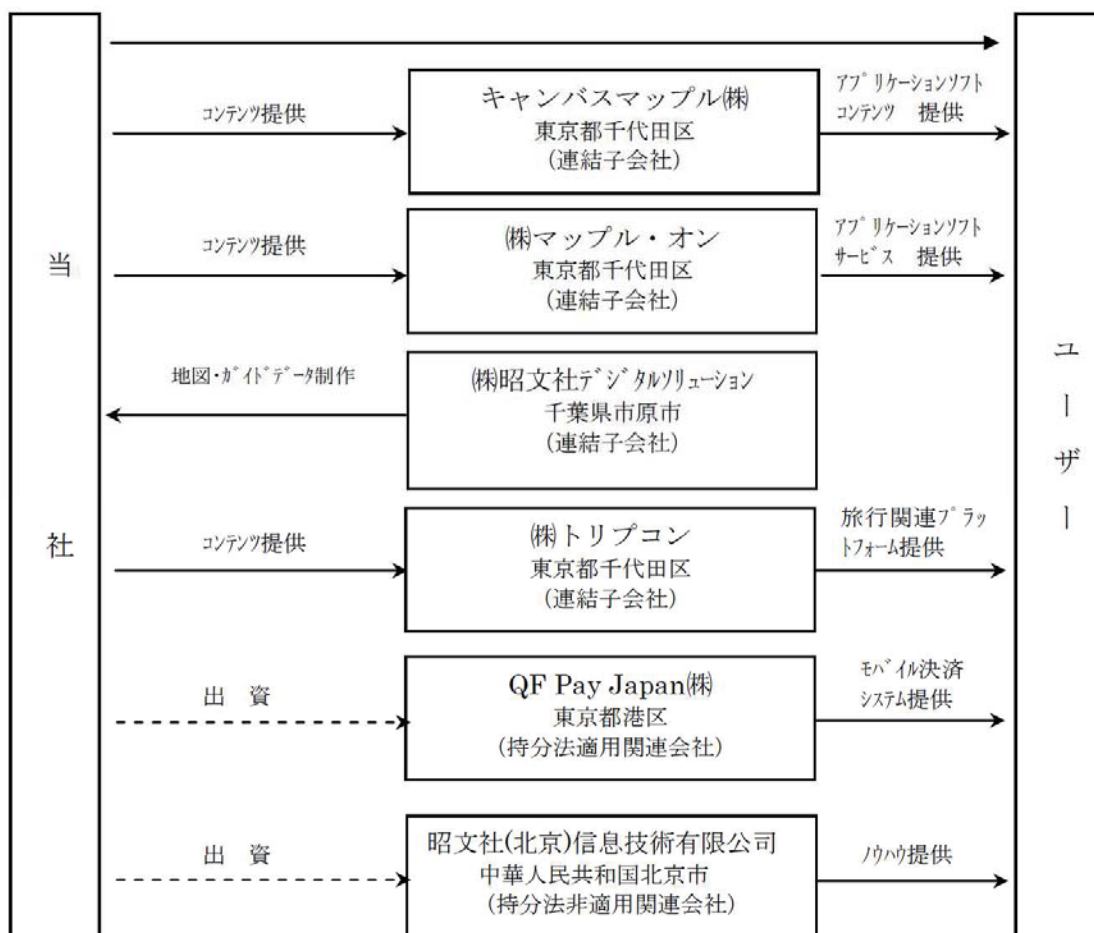 当
社
コンテンツ提供
キャンバスマップル㈱
東京都千代田区
(連結子会社)
アプリケーションソフト
コンテンツ 提供
コンテンツ提供
㈱マップル・オン
東京都千代田区
(連結子会社)
アプリケーションソフト
サービス 提供
地図・ガイドデータ制作
㈱昭文社デジタルソリューション
千葉県市原市
(連結子会社)
コンテンツ提供
㈱トリプコン
東京都千代田区
(連結子会社)
旅行関連プラッ
トフォーム提供
出 資
QF Pay Japan㈱
東京都港区
(持分法適用関連会社)
モバイル決済
システム提供
出 資
昭文社(北京)信息技術有限公司
中華人民共和国北京市
(持分法非適用関連会社)
ノウハウ提供
ユーザー